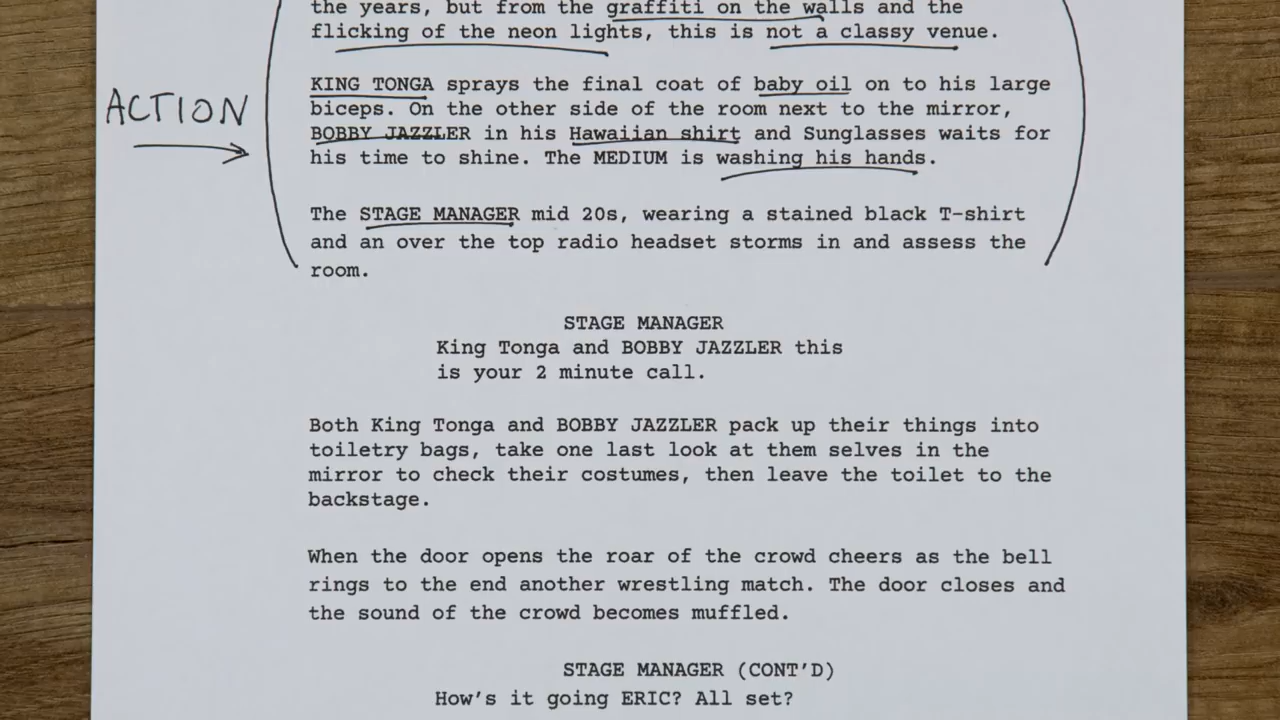 the years, but from the graffiti on the walls and the
flicking of the neon lights, this is not a classy venue.
KING TONGA sprays the final coat of baby oil on to his large
ACTION
biceps. On the other side of the room next to the mirror,
BOBBY JAZZLER in his Hawaiian shirt and Sunglasses waits for
his time to shine. The MEDIUM is washing his hands.
The STAGE MANAGER mid 20s, wearing a stained black T-shirt
and an over the top radio headset storms in and assess the
room.
STAGE MANAGER
King Tonga and BOBBY JAZZLER this
is your 2 minute call.
Both King Tonga and BOBBY JAZZLER pack up their things into
toiletry bags, take one last look at them selves in the
mirror to check their costumes, then leave the toilet to the
backstage.
When the door opens the roar of the crowd cheers as the bell
rings to the end another wrestling match. The door closes and
the sound of the crowd becomes muffled.
STAGE MANAGER (CONT'D)
How's it going ERIC? All set?